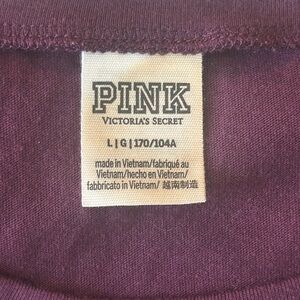 PINK
VICTORIA'S SECRET
L | G | 170/104A
made in Vietnam/fabriqué au
Vietnam/hecho en Vietnam/
fabbricato in Vietnam/ 越南制造